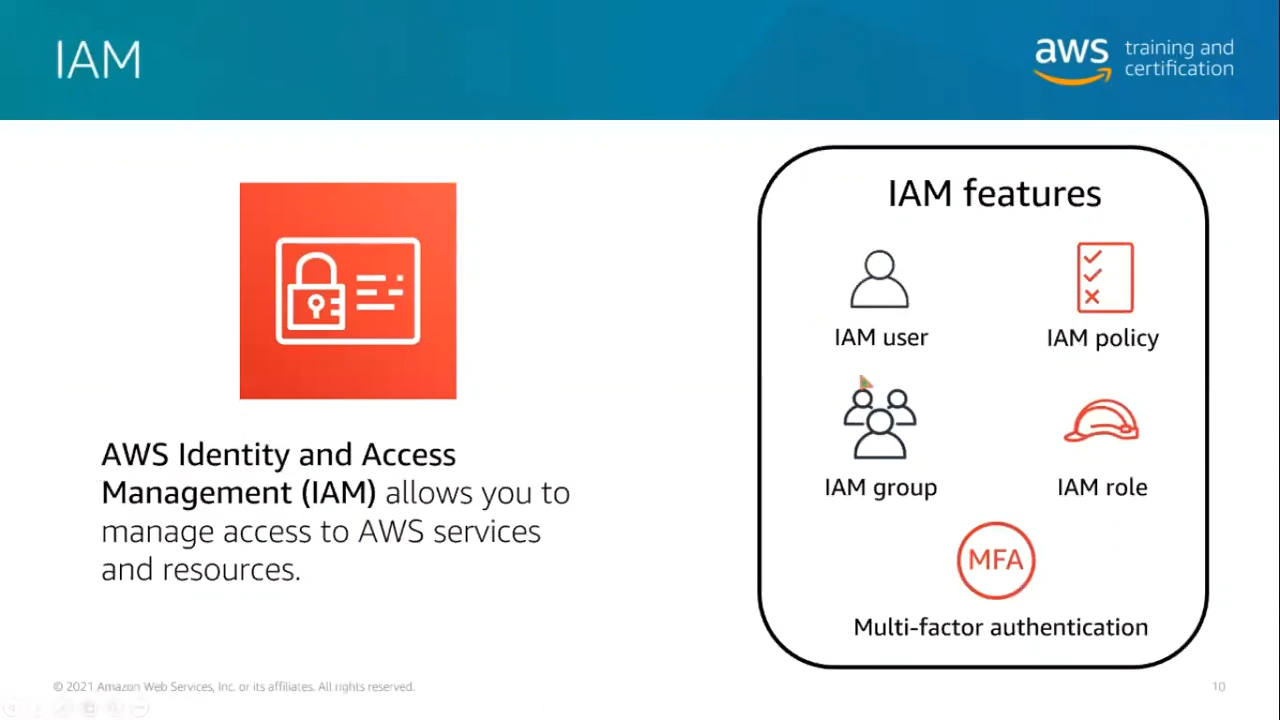 IAM
aws training and
certification
IAM features
IAM user
IAM policy
IAM group
IAM role
MFA
Multi-factor authentication
AWS Identity and Access
Management (IAM) allows you to
manage access to AWS services
and resources.
© 2021 Amazon Web Services, Inc. or its affiliates. All rights reserved.
10